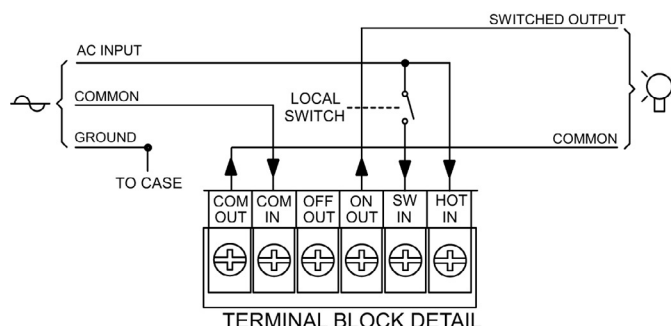 SWITCHED OUTPUT
AC INPUT
COMMON
LOCAL
SWITCH
GROUND
COMMON
TO CASE
COM
OUT
COM
IN
OFF
OUT
ON
OUT
SW
IN
HOT
IN
TERMINAL BLOCK DETAIL